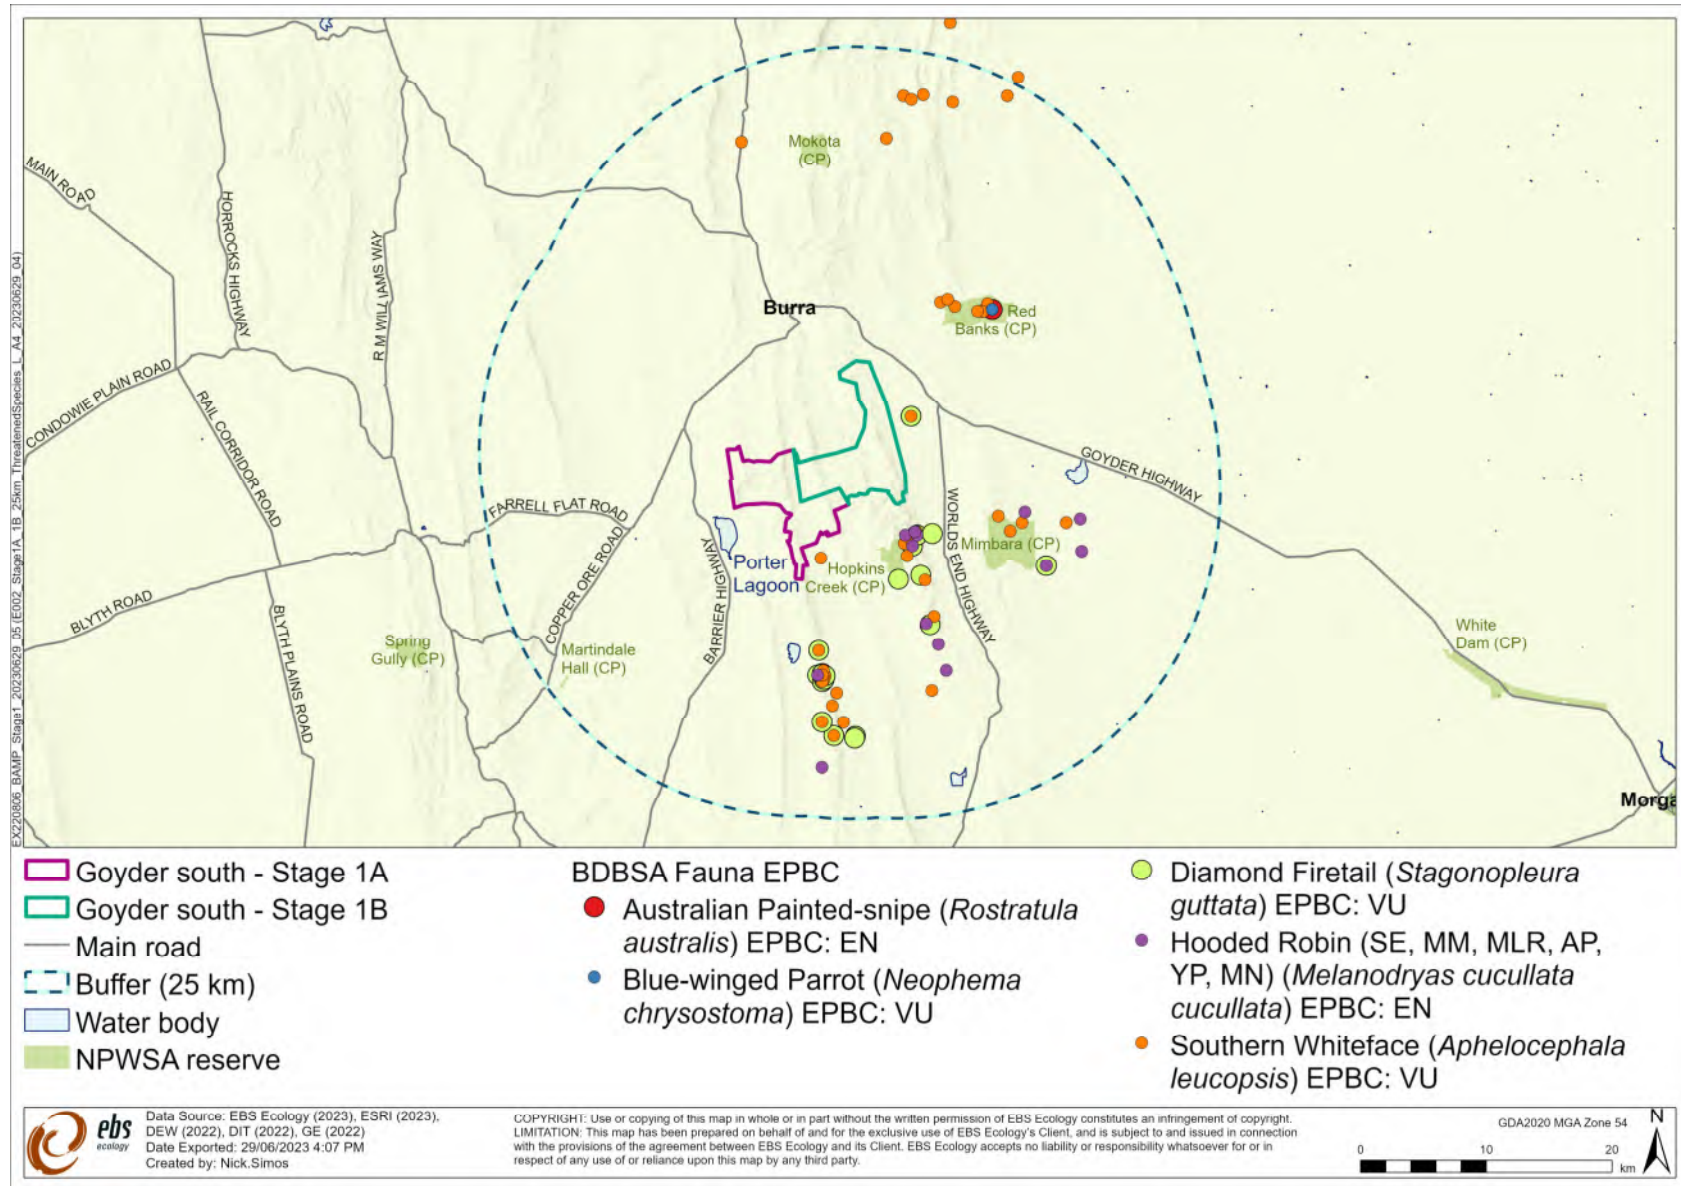 EX220806_BAMP_Stage1_20230629_05 (E002_Stage1A_1B_25km_ThreatenedSpecies_L_A4_20230629_04)
Mokota
(CP)
MAIN ROAD
HORROCKS HIGHWAY
R M WILLIAMS WAY
Burra
Red
Banks (CP)
CONDOWIE PLAIN ROAD
RAIL CORRIDOR ROAD
GOYDER HIGHWAY
FARRELL FLAT ROAD
WORLDS END HIGHWAY
Mimbara (CP)
Porter
Lagoon
Hopkins
Creek (CP)
BARRIER HIGHWAY
COPPER ORE ROAD
BLYTH ROAD
BLYTH PLAINS ROAD
Spring
Gully (CP)
Martindale
Hall (CP)
White
Dam (CP)
Morga
Goyder south - Stage 1A
Goyder south - Stage 1B
Main road
Buffer (25 km)
Water body
NPWSA reserve
BDBSA Fauna EPBC
Australian Painted-snipe (Rostratula
australis) EPBC: EN
Blue-winged Parrot (Neophema
chrysostoma) EPBC: VU
Diamond Firetail (Stagonopleura
guttata) EPBC: VU
Hooded Robin (SE, MM, MLR, AP,
YP, MN) (Melanodryas cucullata
cucullata) EPBC: EN
Southern Whiteface (Aphelocephala
leucopsis) EPBC: VU
ebs
ecology
Data Source: EBS Ecology (2023), ESRI (2023),
DEW (2022), DIT (2022), GE (2022)
Date Exported: 29/06/2023 4:07 PM
Created by: Nick.Simos
COPYRIGHT: Use or copying of this map in whole or in part without the written permission of EBS Ecology constitutes an infringement of copyright.
LIMITATION: This map has been prepared on behalf of and for the exclusive use of EBS Ecology's Client, and is subject to and issued in connection
with the provisions of the agreement between EBS Ecology and its Client. EBS Ecology accepts no liability or responsibility whatsoever for or in
respect of any use of or reliance upon this map by any third party.
GDA2020 MGA Zone 54
N
0 10 20
km